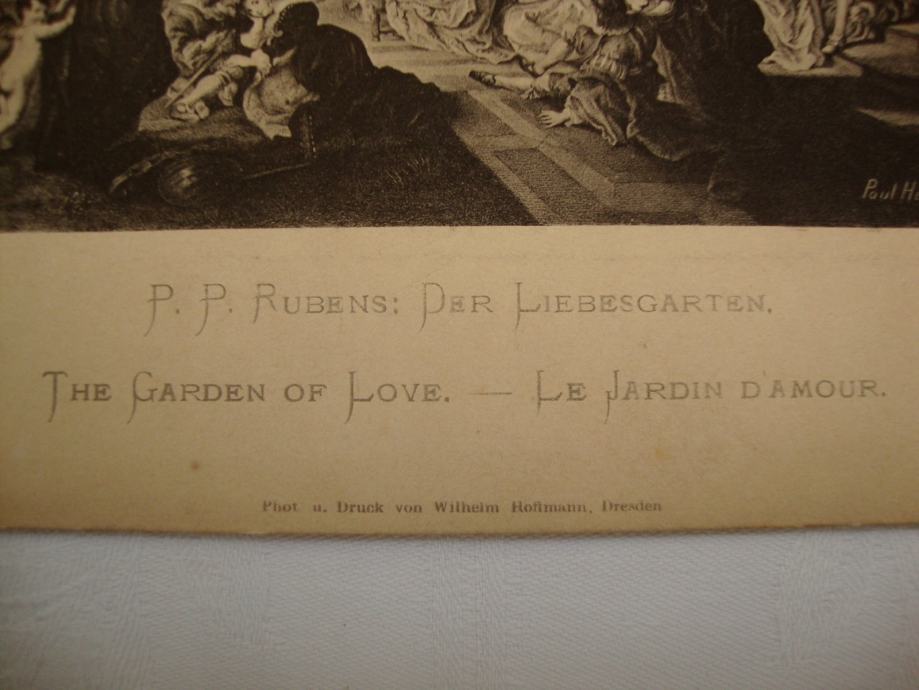 Paul
P. P. RUBENS: DER LIEBESGARTEN.
THE GARDEN OF LOVE. — LE JARDIN D'AMOUR.
Phot u. Druck von Wilhelm Hoffmann, Dresden